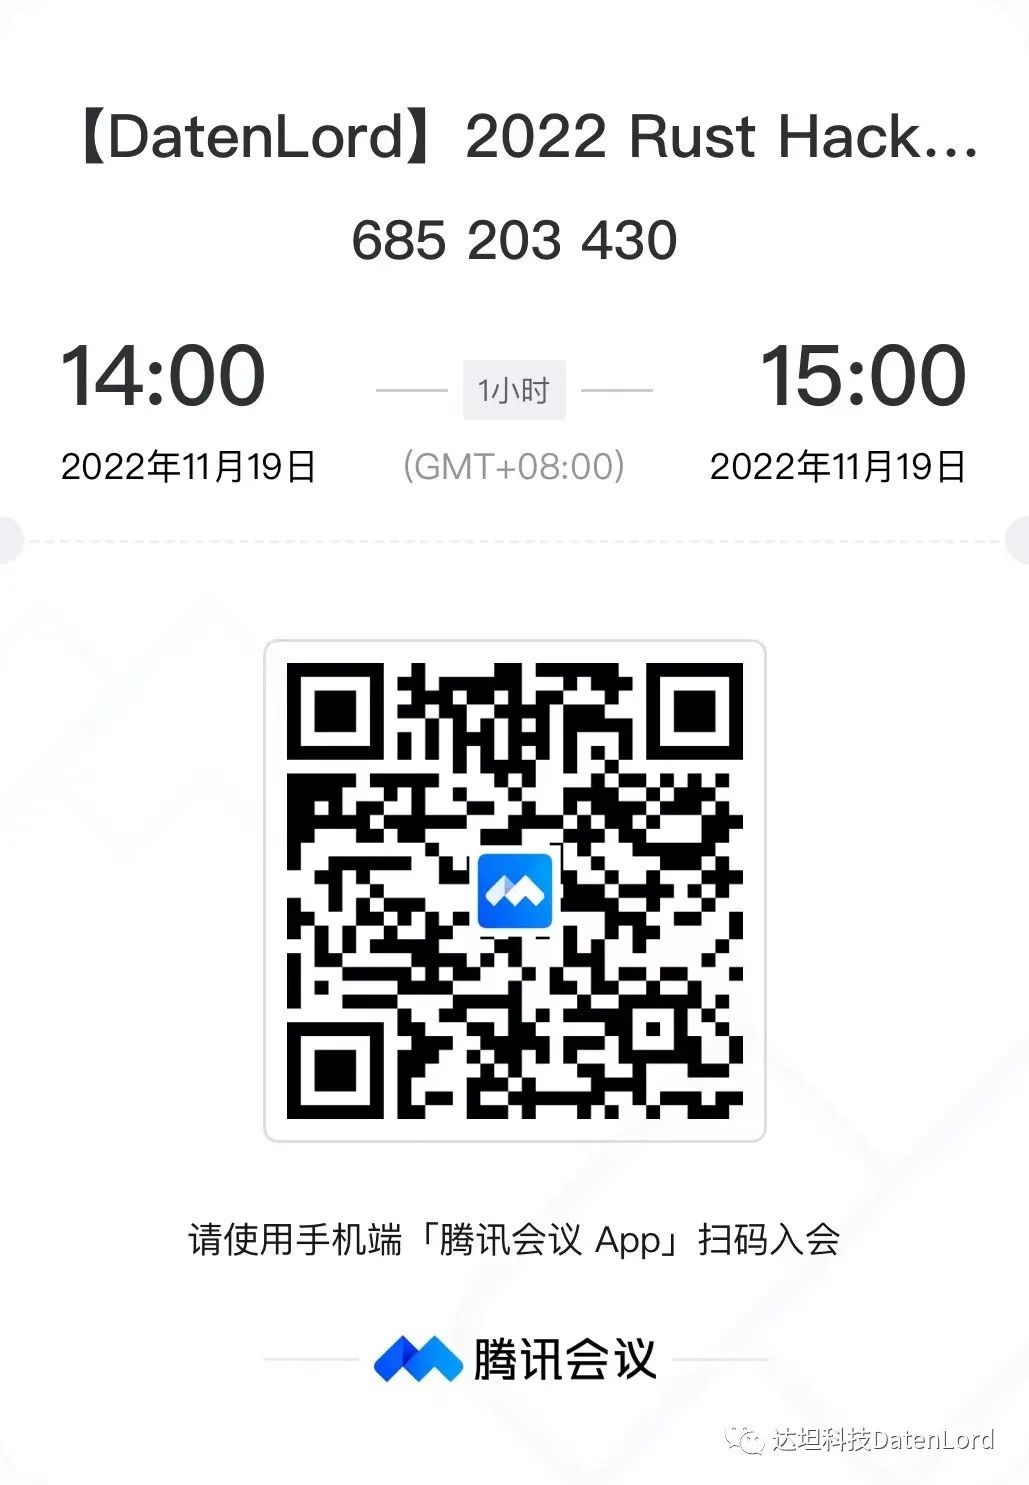 【DatenLord】2022 Rust Hack...
685 203 430
14:00
1小时
15:00
2022年11月19日
(GMT+08:00)
2022年11月19日
请使用手机端「腾讯会议 App」扫码入会
腾讯会议
达坦科技DatenLord